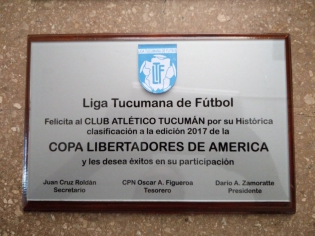 Liga Tucumana de Fútbol
Felicita al CLUB ATLÉTICO TUCUMÁN por su Histórica
clasificación a la edición 2017 de la
COPA LIBERTADORES DE AMERICA
y les desea éxitos en su participación
Juan Cruz Roldán CPN Oscar A. Figueroa Dario A. Zamoratte
Secretario Tesorero Presidente